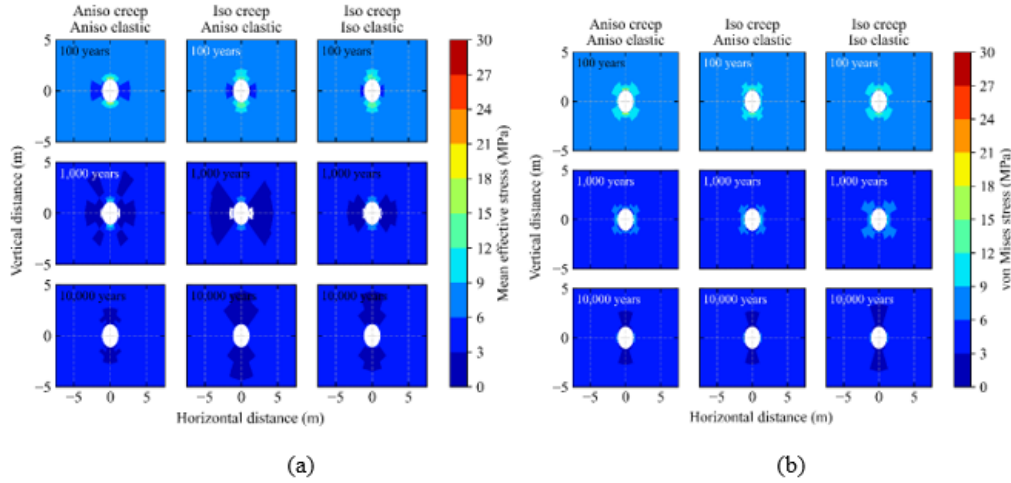 Aniso creep Iso creep Iso creep
Aniso clastic Aniso clastic Iso clastic
5 100 years 100 years 100 years
0
−5
5 1,000 years 1,000 years 1,000 years
0
−5
5 10,000 years 10,000 years 10,000 years
0
−5
−5 0 5 −5 0 5 −5 0 5
Horizontal distance (m)
Vertical distance (m)
30
27
24
21
18
15
12
9
6
3
0
Mean effective stress (MPa)
(a)
Aniso creep Iso creep Iso creep
Aniso clastic Aniso clastic Iso clastic
5 100 years 100 years 100 years
0
−5
5 1,000 years 1,000 years 1,000 years
0
−5
5 10,000 years 10,000 years 10,000 years
0
−5
−5 0 5 −5 0 5 −5 0 5
Horizontal distance (m)
Vertical distance (m)
30
27
24
21
18
15
12
9
6
3
0
von Mises stress (MPa)
(b)